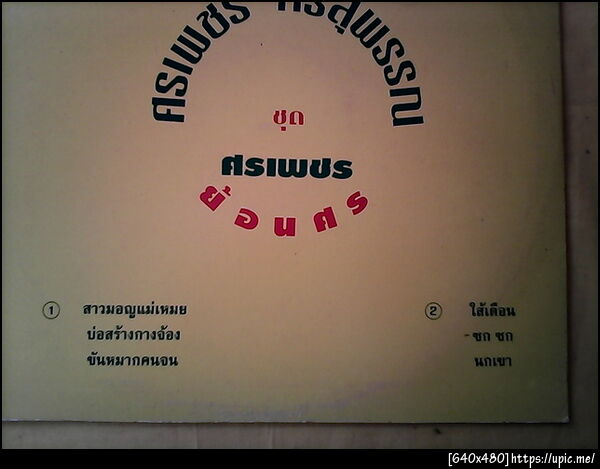 ศรเพชร ศรสุพรรณ
ชุด
ศรเพชร
ย้อนศร
1 สาวมอญแม่เหมย
บ่อสร้างกางจ้อง
ขันหมากคนจน
2 ใส้เดือน
- ชก ชก
นกเขา
[640x480]https://upic.me/